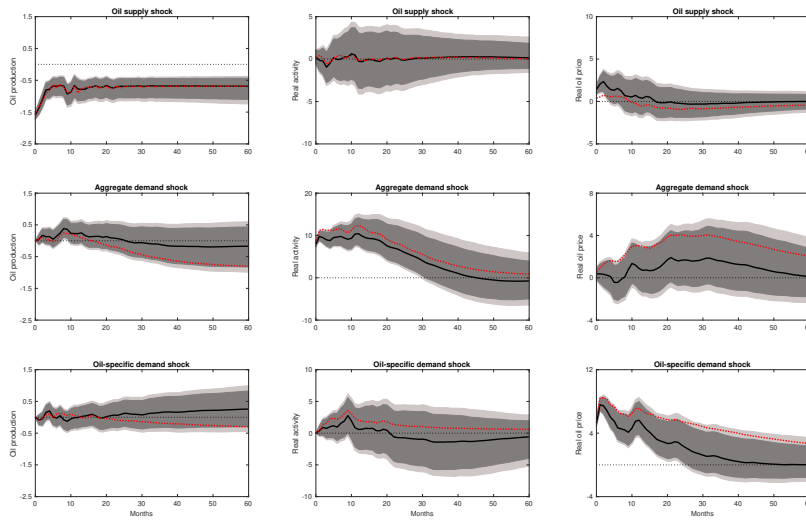 Oil supply shock
Oil production
1.5
0.5
-0.5
-1.5
-2.5
0 10 20 30 40 50 60
Oil supply shock
Real activity
10
5
0
-5
-10
0 10 20 30 40 50 60
Oil supply shock
Real oil price
10
5
0
-5
0 10 20 30 40 50 60
Aggregate demand shock
Oil production
1.5
0.5
-0.5
-1.5
-2.5
0 10 20 30 40 50 60
Aggregate demand shock
Real activity
20
10
0
-10
0 10 20 30 40 50 60
Aggregate demand shock
Real oil price
8
4
0
-4
0 10 20 30 40 50 60
Oil-specific demand shock
Oil production
1.5
0.5
-0.5
-1.5
-2.5
0 10 20 30 40 50 60
Months
Oil-specific demand shock
Real activity
10
5
0
-5
-10
0 10 20 30 40 50 60
Months
Oil-specific demand shock
Real oil price
12
4
-4
0 10 20 30 40 50 60
Months